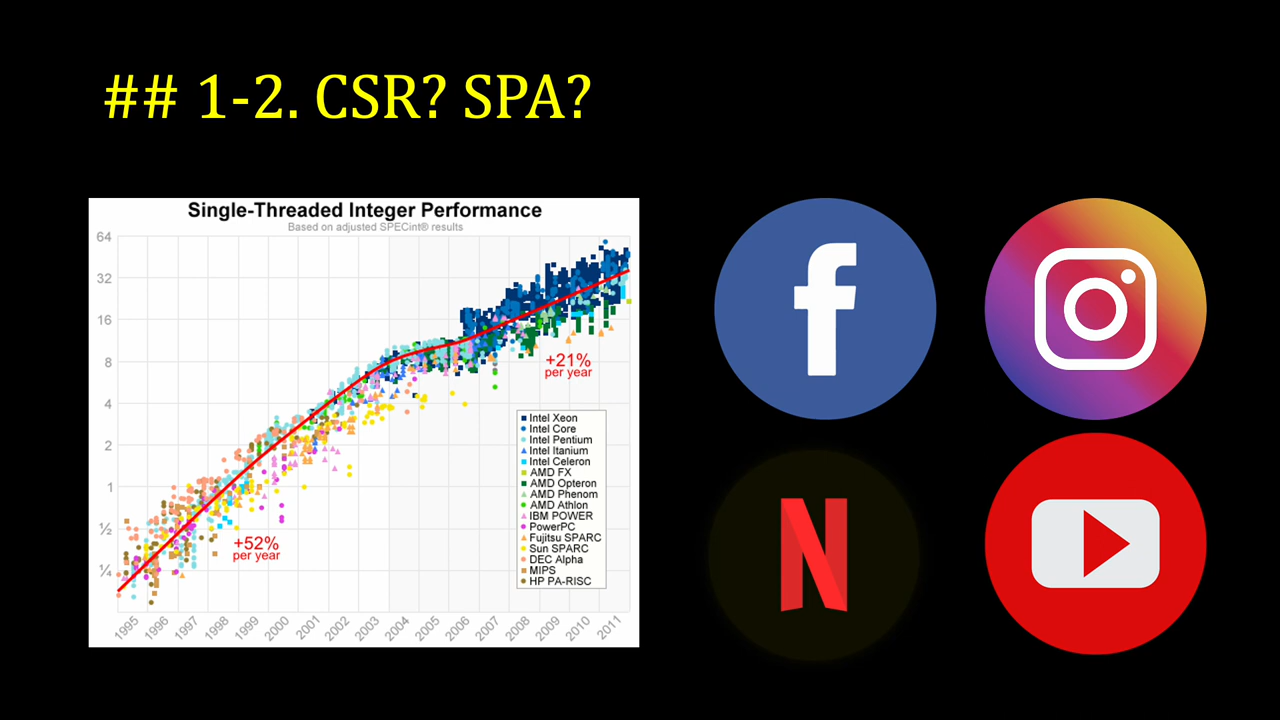 ## 1-2. CSR? SPA?
Single-Threaded Integer Performance
Based on adjusted SPECint® results
64
32
16
8
4
2
1
½
¼
+21%
per year
+52%
per year
Intel Xeon
Intel Core
Intel Pentium
Intel Itanium
Intel Celeron
AMD FX
AMD Opteron
AMD Phenom
AMD Athlon
IBM POWER
PowerPC
Fujitsu SPARC
Sun SPARC
DEC Alpha
MIPS
HP PA-RISC
1995 1996 1997 1998 1999 2000 2001 2002 2003 2004 2005 2006 2007 2008 2009 2010 2011
f
N